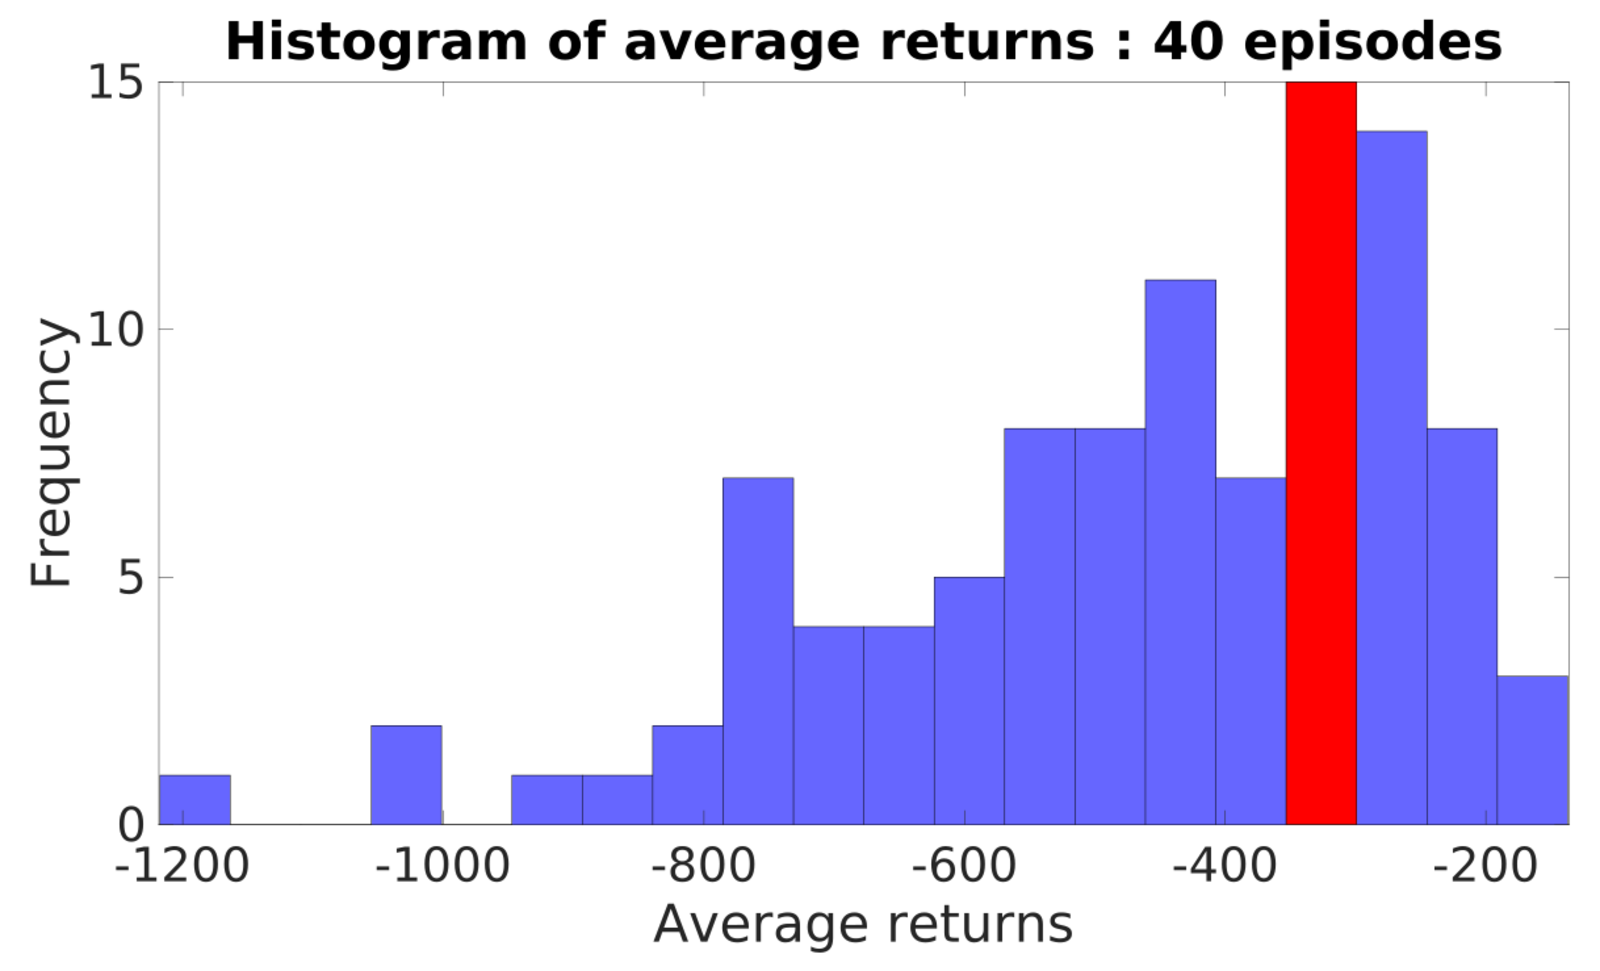 Histogram of average returns : 40 episodes
15
10
5
0
Frequency
-1200 -1000 -800 -600 -400 -200
Average returns